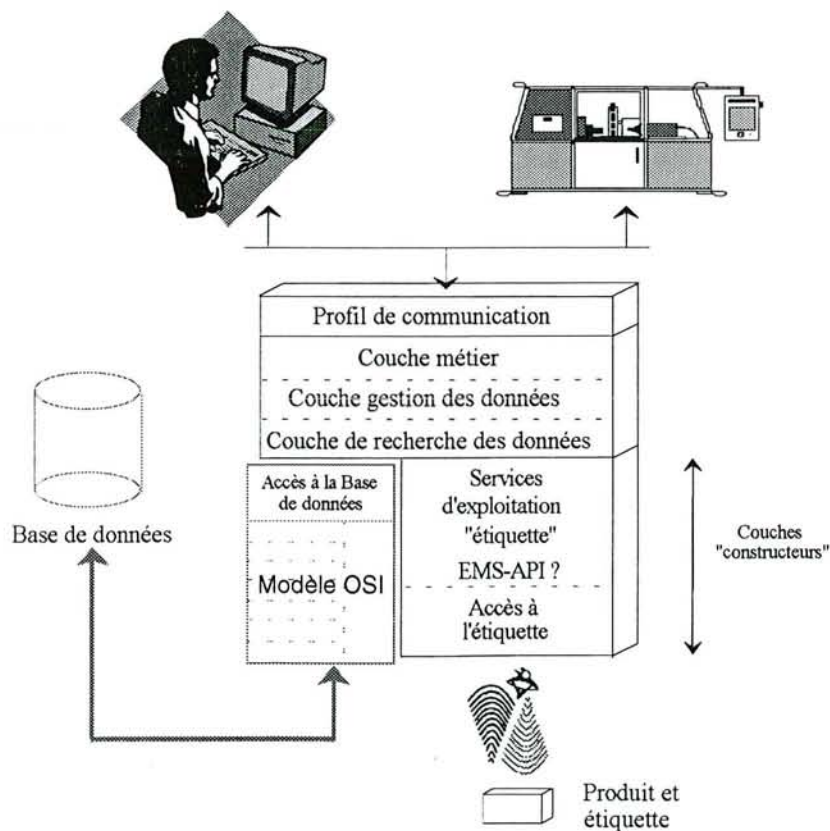 Profil de communication
Couche métier
Couche gestion des données
Couche de recherche des données
Accès à la Base
de données
Modèle OSI
Services
d'exploitation
"étiquette"
EMS-API ?
Accès à
l'étiquette
Base de données
Couches
"constructeurs"
Produit et
étiquette